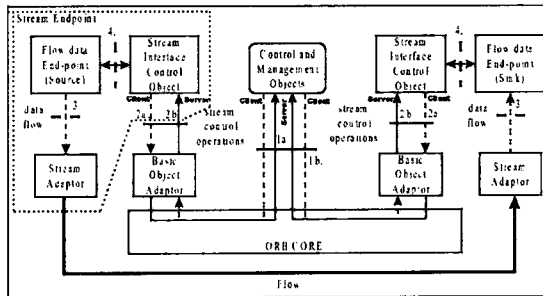 Stream Endpoint
4.
4.
Flow data
End-point
(Source)
Stream
Interface
Control
Object
Control and
Management
Objects
Stream
Interface
Control
Object
Flow data
End-point
(Sink)
Client
Server
Client
Server
Client
Server
Client
data
flow
3
2a
2b
stream
control
operations
1a
1b.
stream
control
operations
2b
2a
data
flow
3
Stream
Adaptor
Basic
Object
Adaptor
Basic
Object
Adaptor
Stream
Adaptor
ORB CORE
Flow